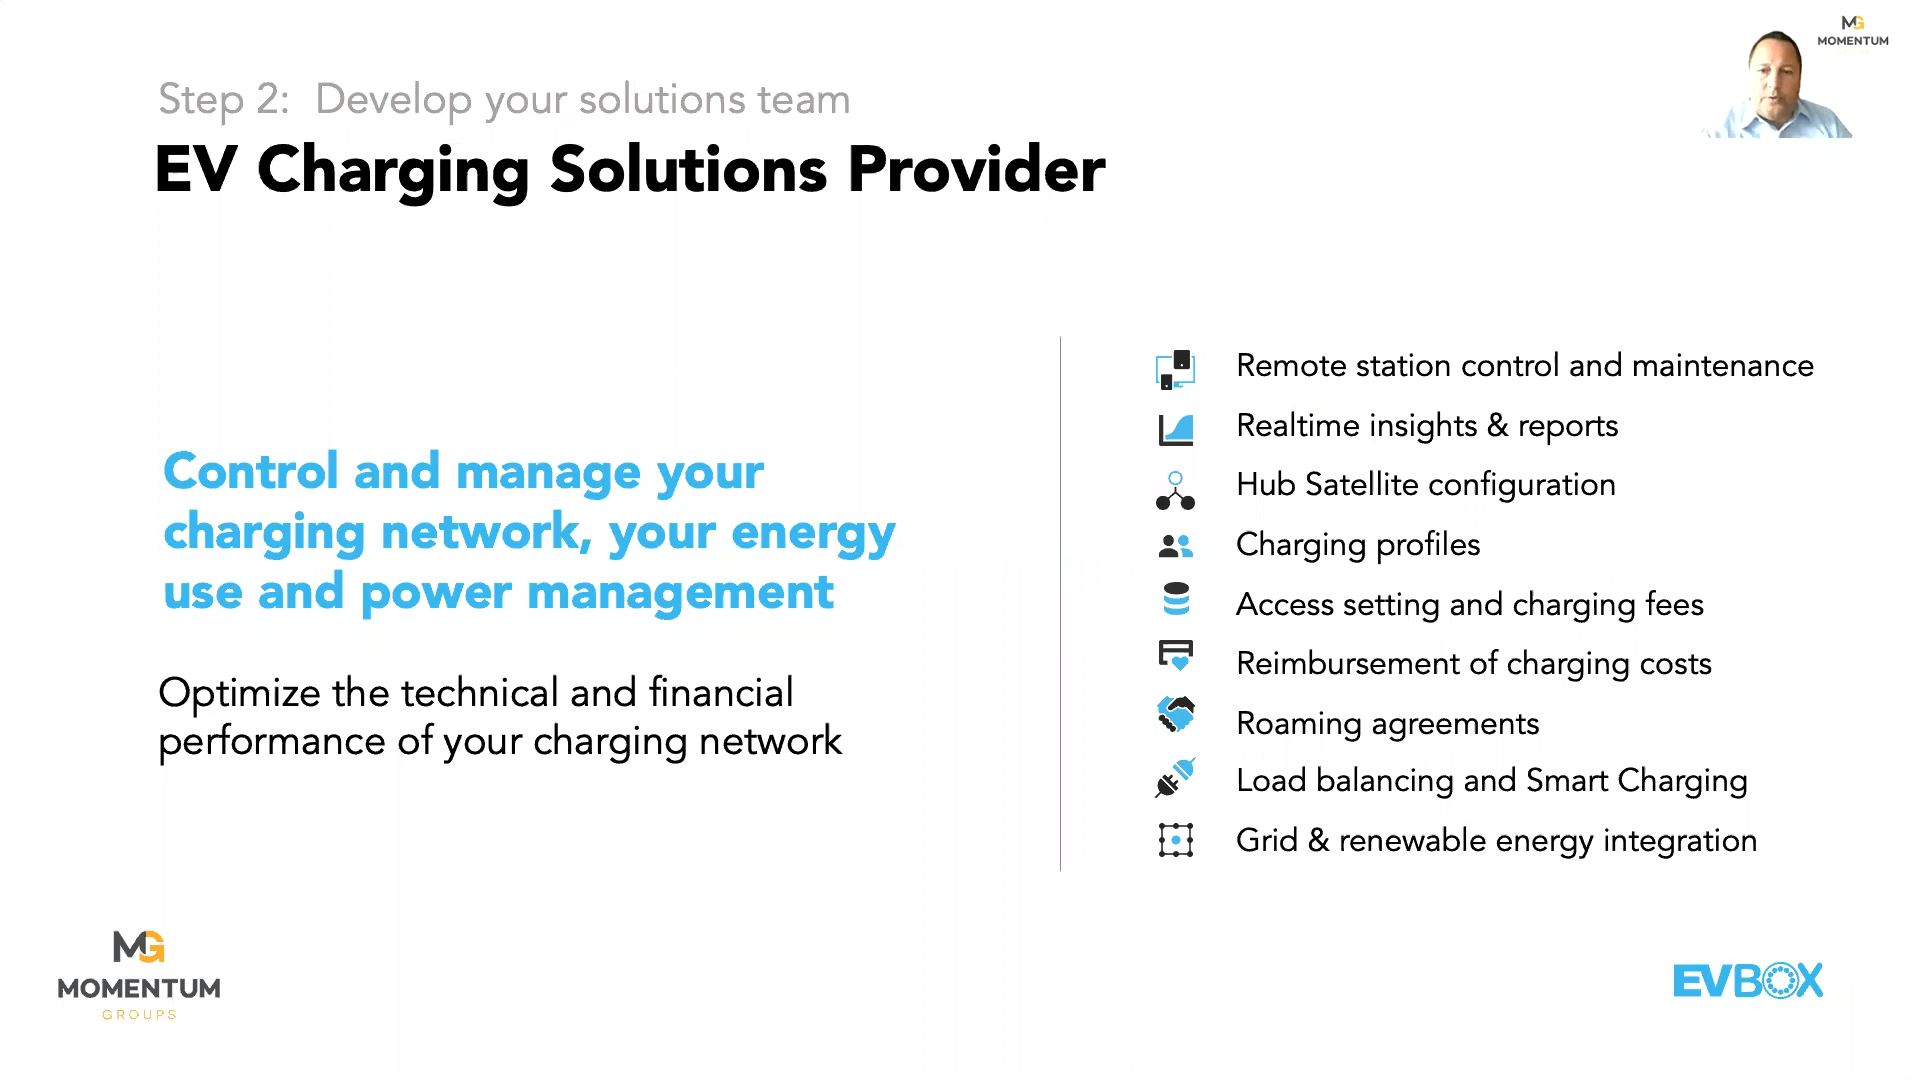 MG
MOMENTUM
Step 2: Develop your solutions team
EV Charging Solutions Provider
Control and manage your
charging network, your energy
use and power management
Optimize the technical and financial
performance of your charging network
Remote station control and maintenance
Realtime insights & reports
Hub Satellite configuration
Charging profiles
Access setting and charging fees
Reimbursement of charging costs
Roaming agreements
Load balancing and Smart Charging
Grid & renewable energy integration
MG
MOMENTUM
GROUPS
EVBOX